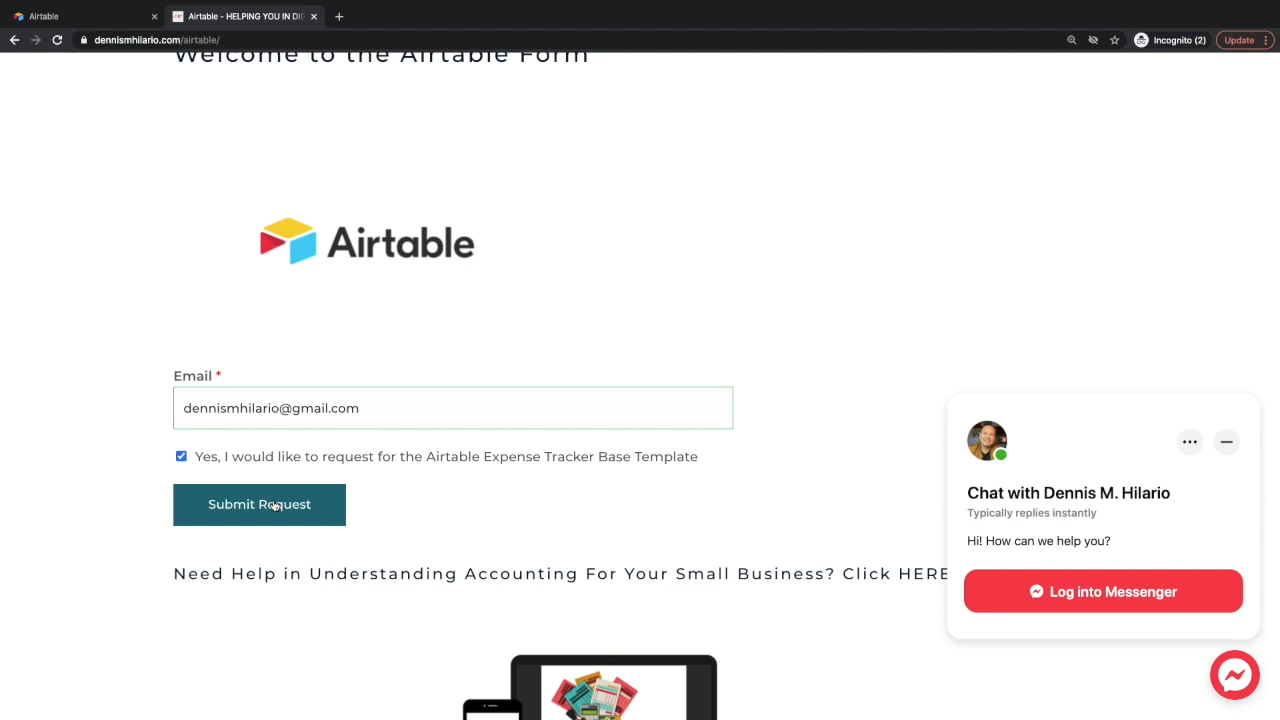 Airtable
Airtable - HELPING YOU IN DIG
dennismhilario.com/airtable/
Incognito (2)
Update
Welcome to the Airtable Form
Airtable
Email *
dennismhilario@gmail.com
Yes, I would like to request for the Airtable Expense Tracker Base Template
Submit Request
Need Help in Understanding Accounting For Your Small Business? Click HERE
Chat with Dennis M. Hilario
Typically replies instantly
Hi! How can we help you?
Log into Messenger